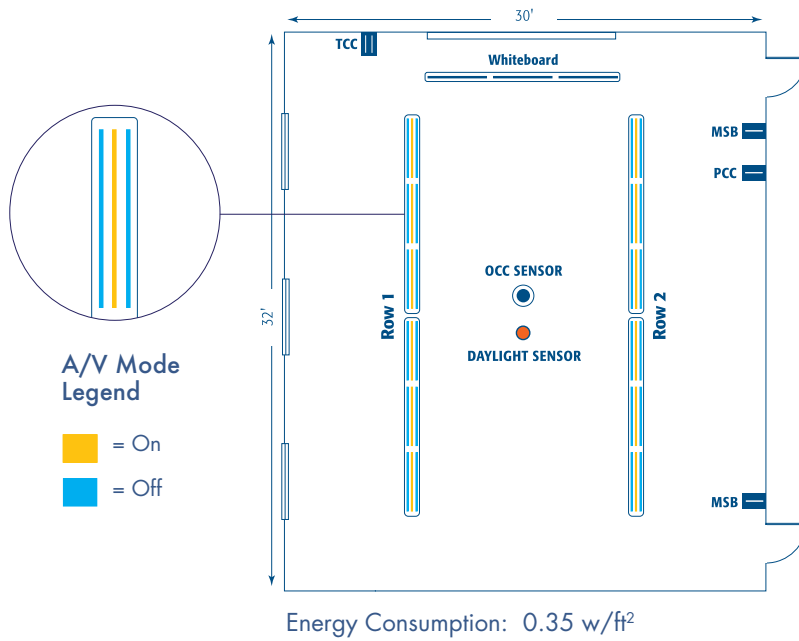 30'
TCC
Whiteboard
MSB
PCC
OCC SENSOR
Row 1
Row 2
32'
DAYLIGHT SENSOR
A/V Mode
Legend
= On
= Off
MSB
Energy Consumption: 0.35 w/ft²